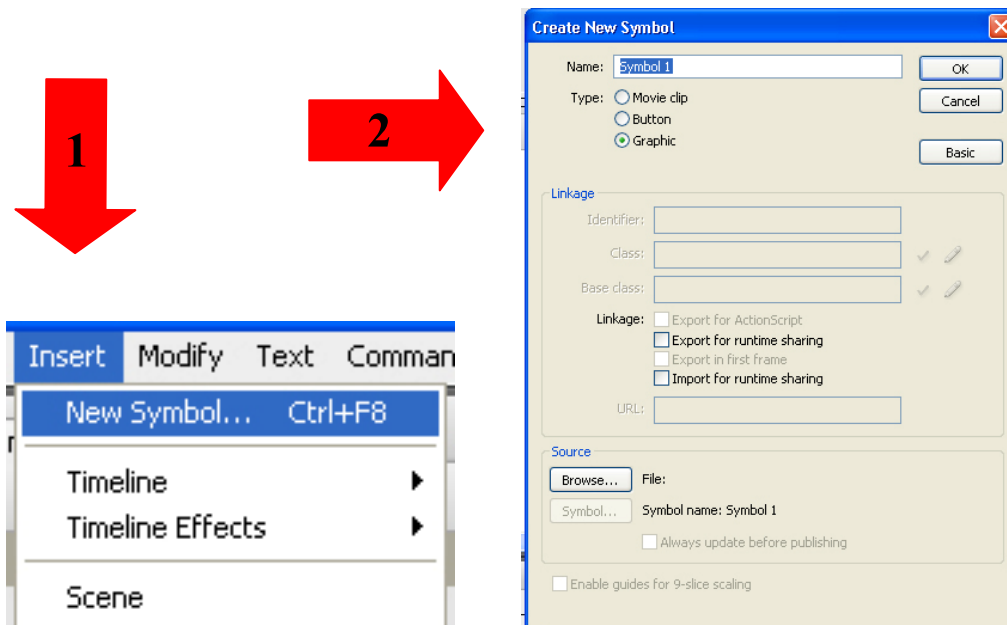 1
2
Insert Modify Text Comman
New Symbol... Ctrl+F8
Timeline
Timeline Effects
Scene
Create New Symbol
Name: Symbol 1
OK
Type: Movie clip
Cancel
Button
Graphic
Basic
Linkage
Identifier:
Class:
Base class:
Linkage: Export for ActionScript
Export for runtime sharing
Export in first frame
Import for runtime sharing
URL:
Source
Browse... File:
Symbol... Symbol name: Symbol 1
Always update before publishing
Enable guides for 9-slice scaling